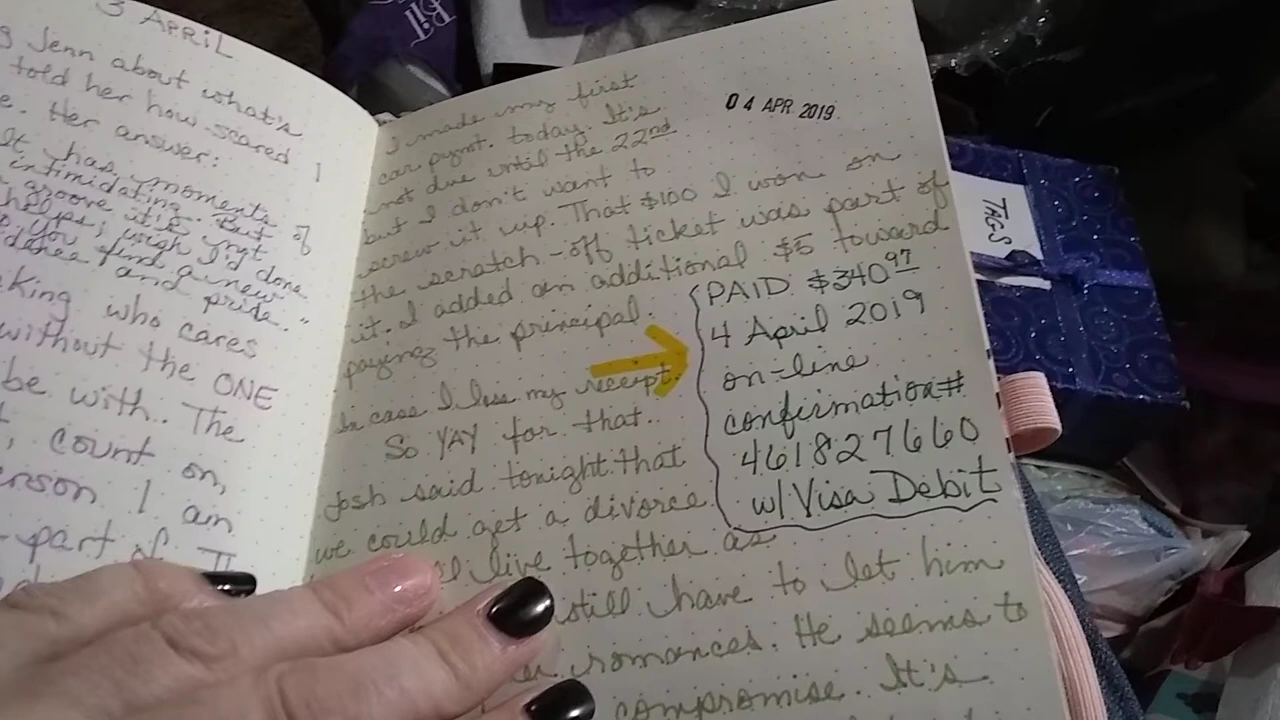 3 APRIL
Jenn about what's
told her how scared I
e. Her answer:
It has moments of
intimidating. But
groove it's not
helps; wish I'd done
you find a new
and pride."
King who cares
without the ONE
be with.. The
count on,
erson I am
part of
Bit
04 APR 2019
I made my first
car pymt. today. It's
not due until the 22nd
but I don't want to
screw it up. That $100 I won on
the scratch-off ticket was part of
it. I added an additional $5 toward
paying the principal.
In case I lose my receipt.
PAID $340.97
4 April 2019
on-line
confirmation#
461827660
w/Visa Debit
So YAY for that..
Josh said tonight that
we could get a divorce
live together as
still have to let him
romances. He seems to
compromise. It's
TAGS